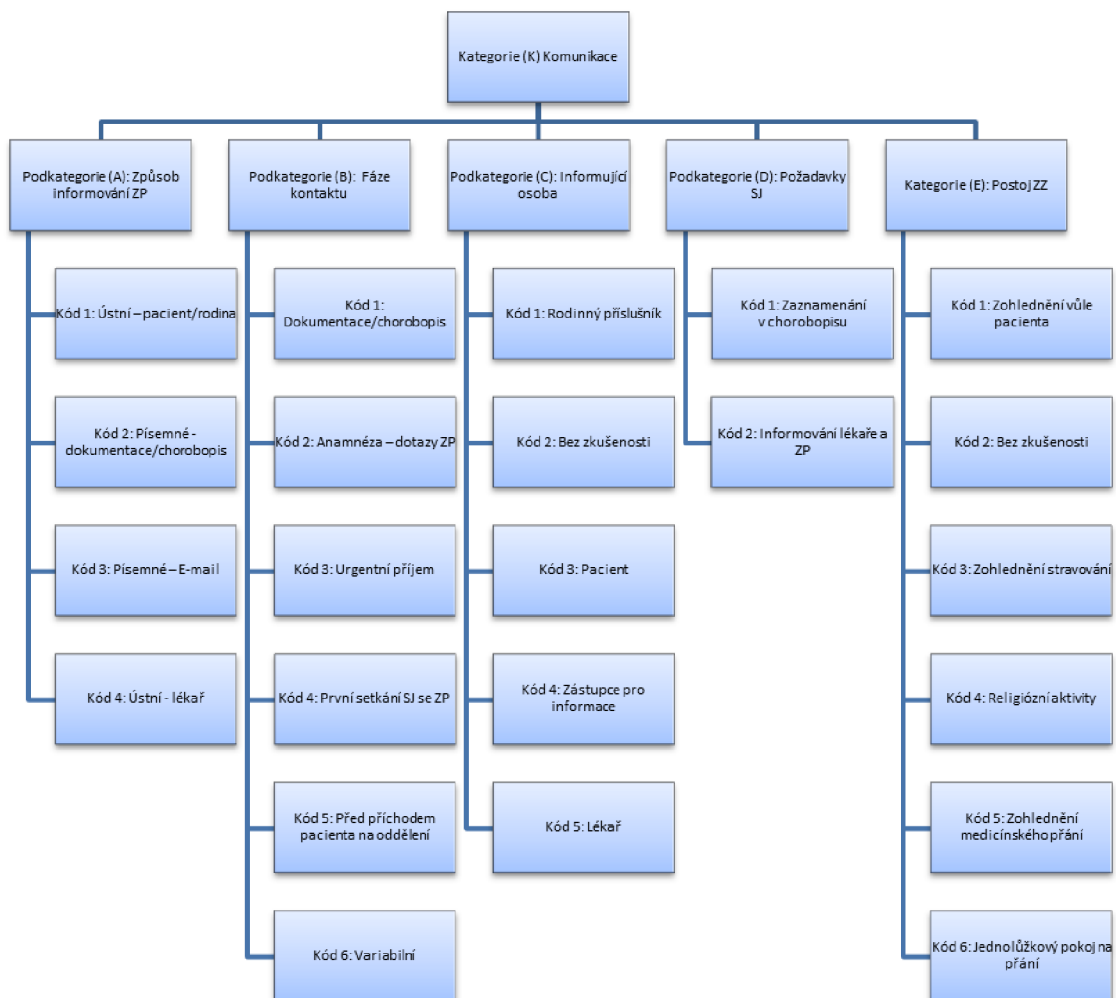 Kategorie (K) Komunikace
Podkategorie (A): Způsob
informování ZP
Kód 1: Ústní – pacient/rodina
Kód 2: Písemné -
dokumentace/chorobopis
Kód 3: Písemné – E-mail
Kód 4: Ústní - lékař
Podkategorie (B): Fáze
kontaktu
Kód 1:
Dokumentace/chorobopis
Kód 2: Anamnéza – dotazy ZP
Kód 3: Urgentní příjem
Kód 4: První setkání SJ se ZP
Kód 5: Před příchodem
pacienta na oddělení
Kód 6: Variabilní
Podkategorie (C): Informující
osoba
Kód 1: Rodinný příslušník
Kód 2: Bez zkušenosti
Kód 3: Pacient
Kód 4: Zástupce pro
informace
Kód 5: Lékař
Podkategorie (D): Požadavky
SJ
Kód 1: Zaznamenání
v chorobopisu
Kód 2: Informování lékaře a
ZP
Kategorie (E): Postoj ZZ
Kód 1: Zohlednění vůle
pacienta
Kód 2: Bez zkušenosti
Kód 3: Zohlednění stravování
Kód 4: Religiózní aktivity
Kód 5: Zohlednění
medicínského přání
Kód 6: Jednolůžkový pokoj na
přání